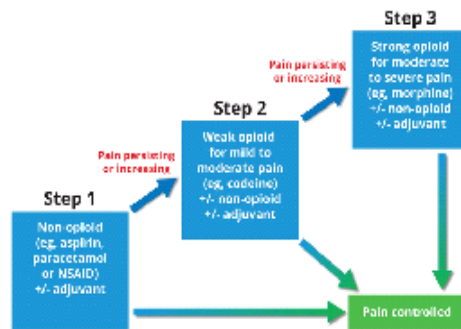 Step 1
Non-opioid
(eg, aspirin,
paracetamol
or NSAID)
+/- adjuvant
Pain persisting
or increasing
Step 2
Weak opioid
for mild to
moderate pain
(eg, codeine)
+/- non-opioid
+/- adjuvant
Pain persisting
or increasing
Step 3
Strong opioid
for moderate
to severe pain
(eg, morphine)
+/- non-opioid
+/- adjuvant
Pain controlled